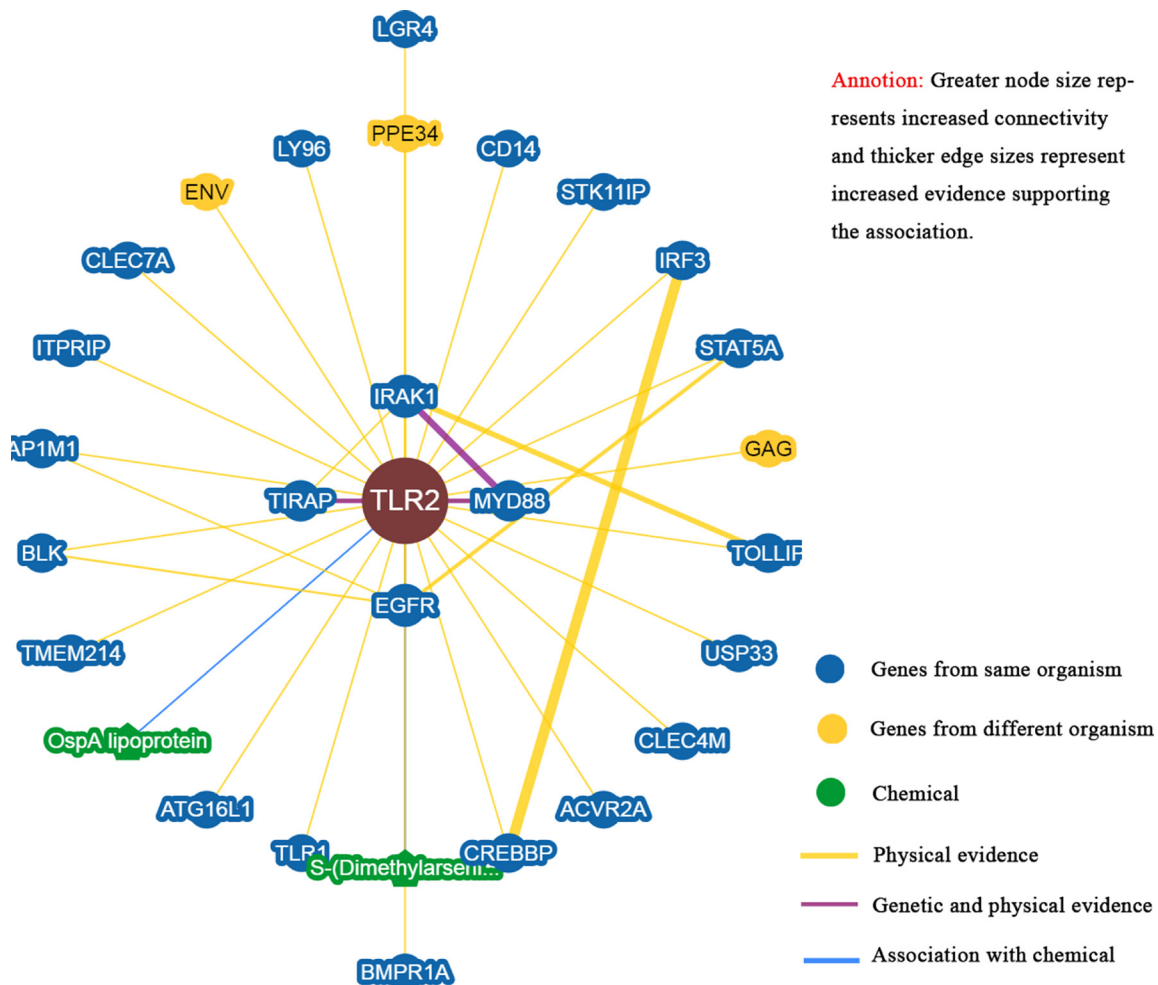 LGR4
PPE34
LY96
CD14
ENV
STK11IP
CLEC7A
IRF3
ITPRIP
STAT5A
IRAK1
AP1M1
GAG
TIRAP
TLR2
MYD88
BLK
TOLLIP
EGFR
TMEM214
USP33
OspA lipoprotein
CLEC4M
ATG16L1
ACVR2A
TLR1
CREBBP
S-(Dimethylarseni...
BMPR1A
Annotion: Greater node size rep-
resents increased connectivity
and thicker edge sizes represent
increased evidence supporting
the association.
Genes from same organism
Genes from different organism
Chemical
Physical evidence
Genetic and physical evidence
Association with chemical